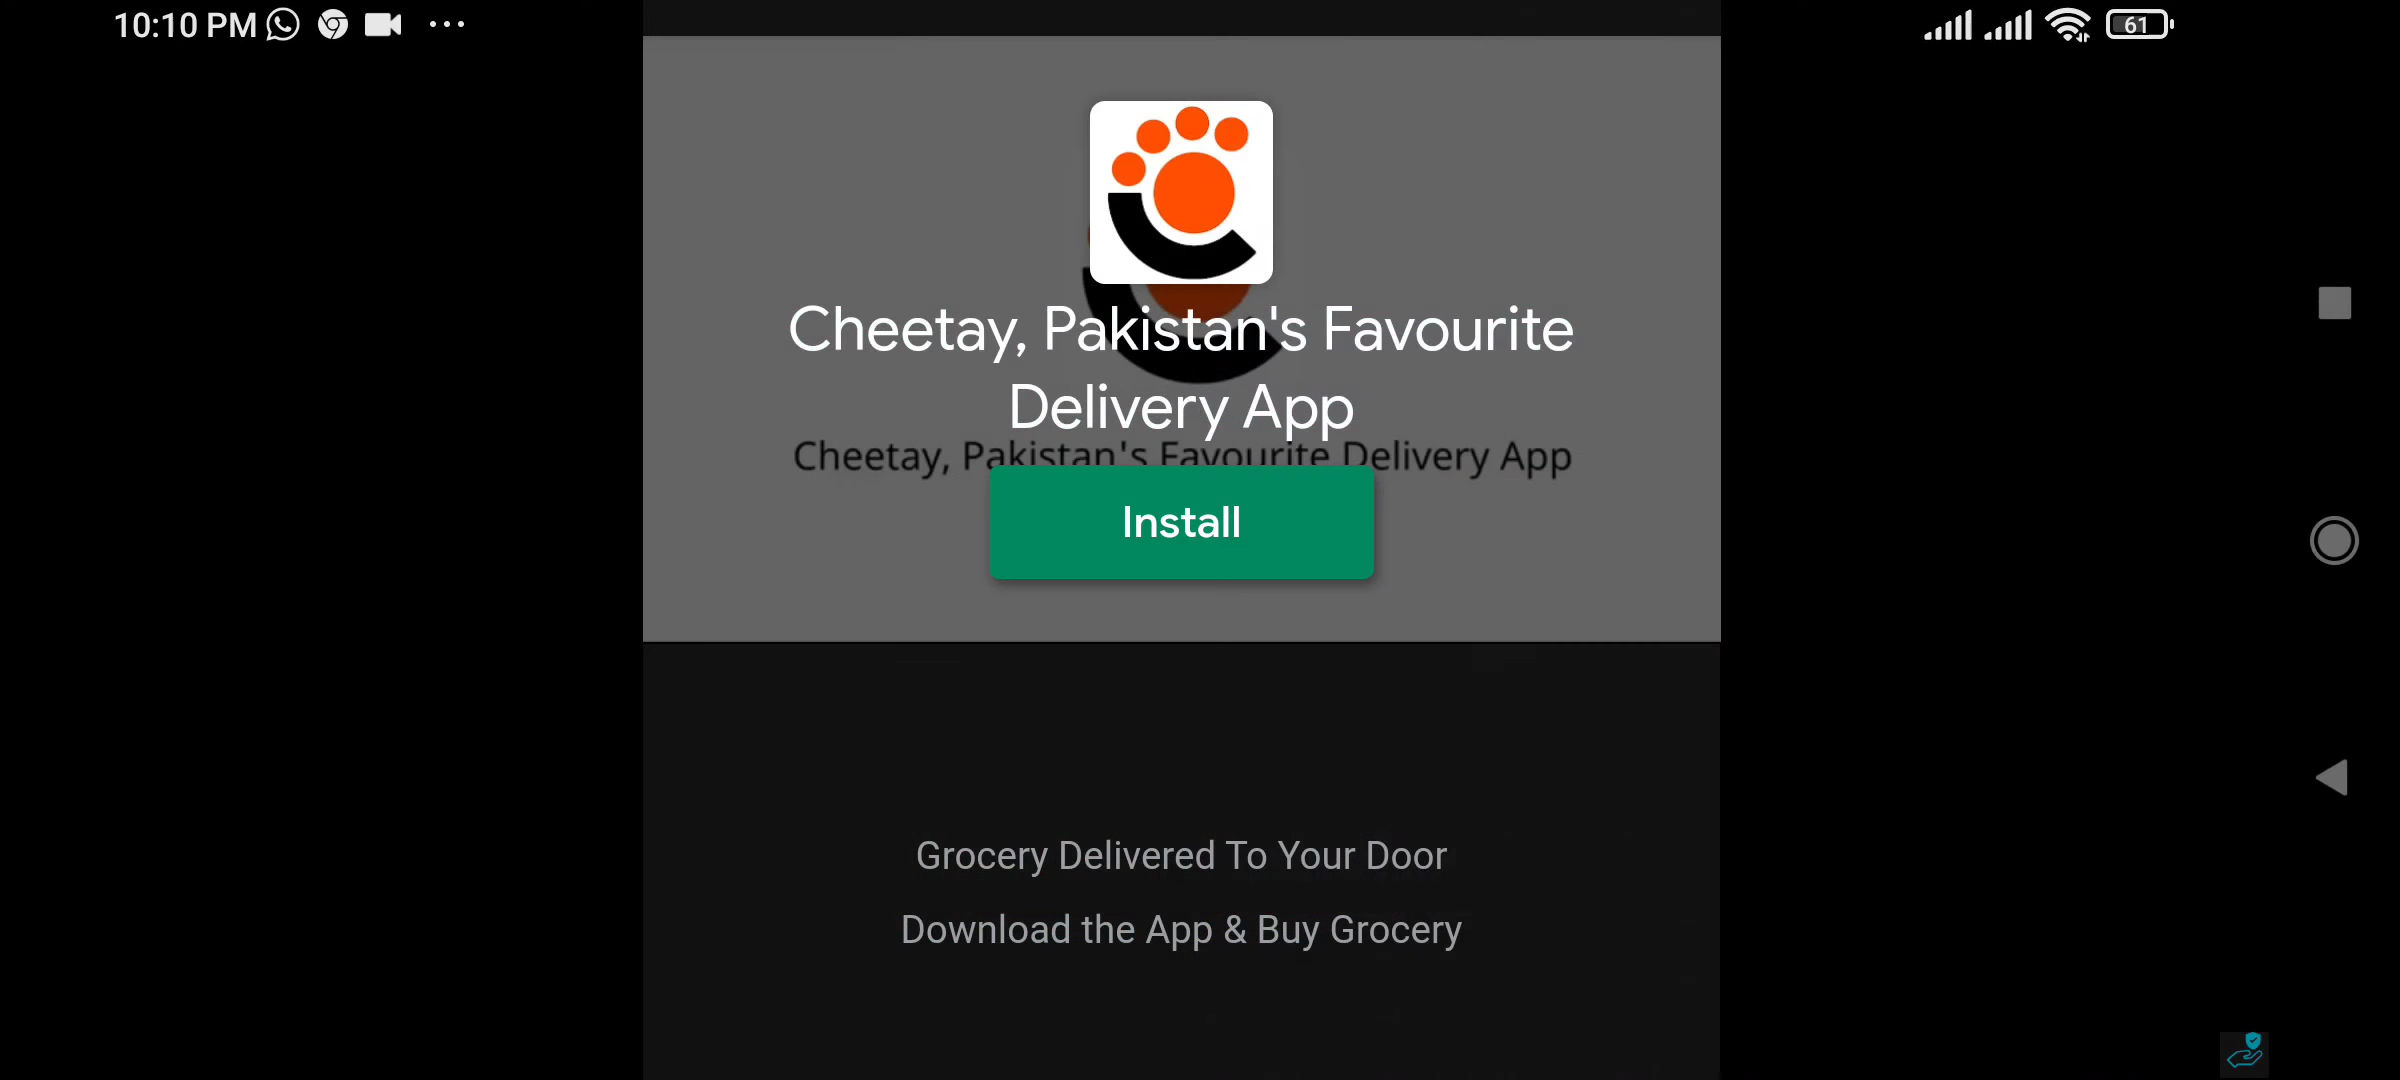 10:10 PM
61
Cheetay, Pakistan's Favourite
Delivery App
Cheetay, Pakistan's Favourite Delivery App
Install
Grocery Delivered To Your Door
Download the App & Buy Grocery